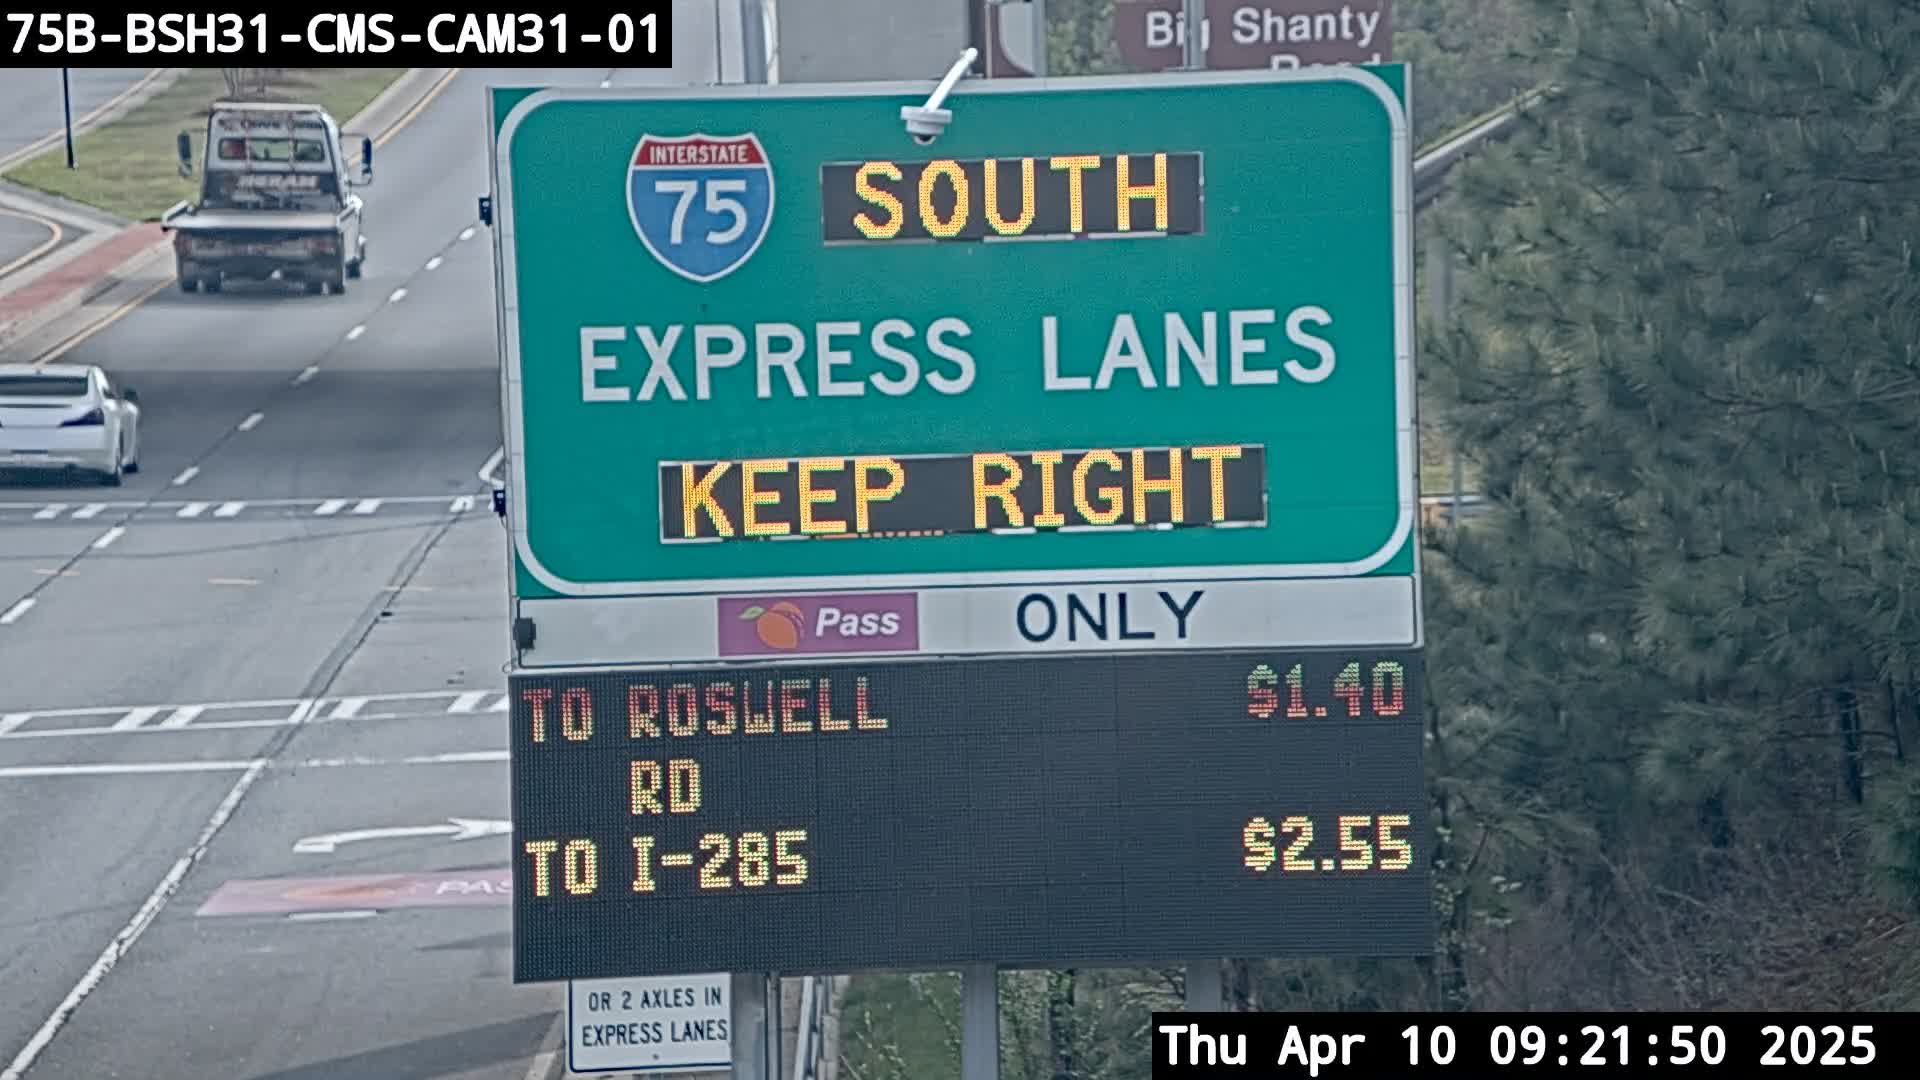 75B-BSH31-CMS-CAM31-01
Big Shanty
Road
INTERSTATE
75
SOUTH
EXPRESS LANES
KEEP RIGHT
Pass ONLY
TO ROSWELL $1.40
RD
TO I-285 $2.55
OR 2 AXLES IN
EXPRESS LANES
Thu Apr 10 09:21:50 2025